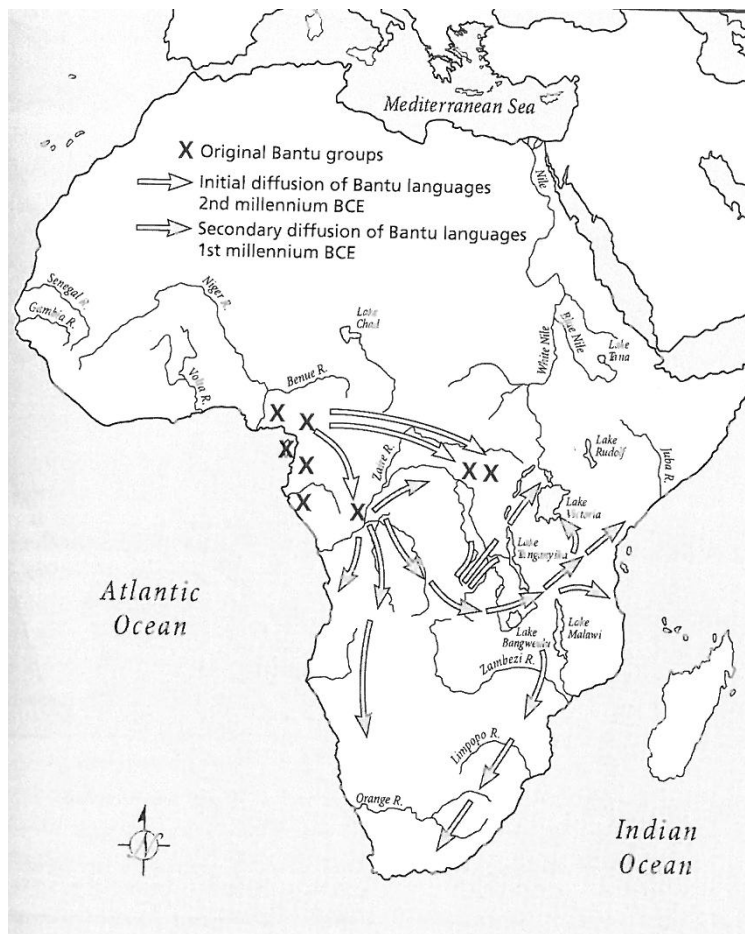 Mediterranean Sea
X Original Bantu groups
Initial diffusion of Bantu languages
2nd millennium BCE
Secondary diffusion of Bantu languages
1st millennium BCE
Nile
Senegal R.
Gambia R.
Niger R.
Volta R.
Lake
Chad
Benue R.
White Nile
Blue Nile
Lake
Tana
Zaire R.
Lake
Rudolf
Juba R.
Lake
Victoria
Lake
Tanganyika
Atlantic
Ocean
Lake
Bangweulu
Lake
Malawi
Zambezi R.
Limpopo R.
Orange R.
N
Indian
Ocean